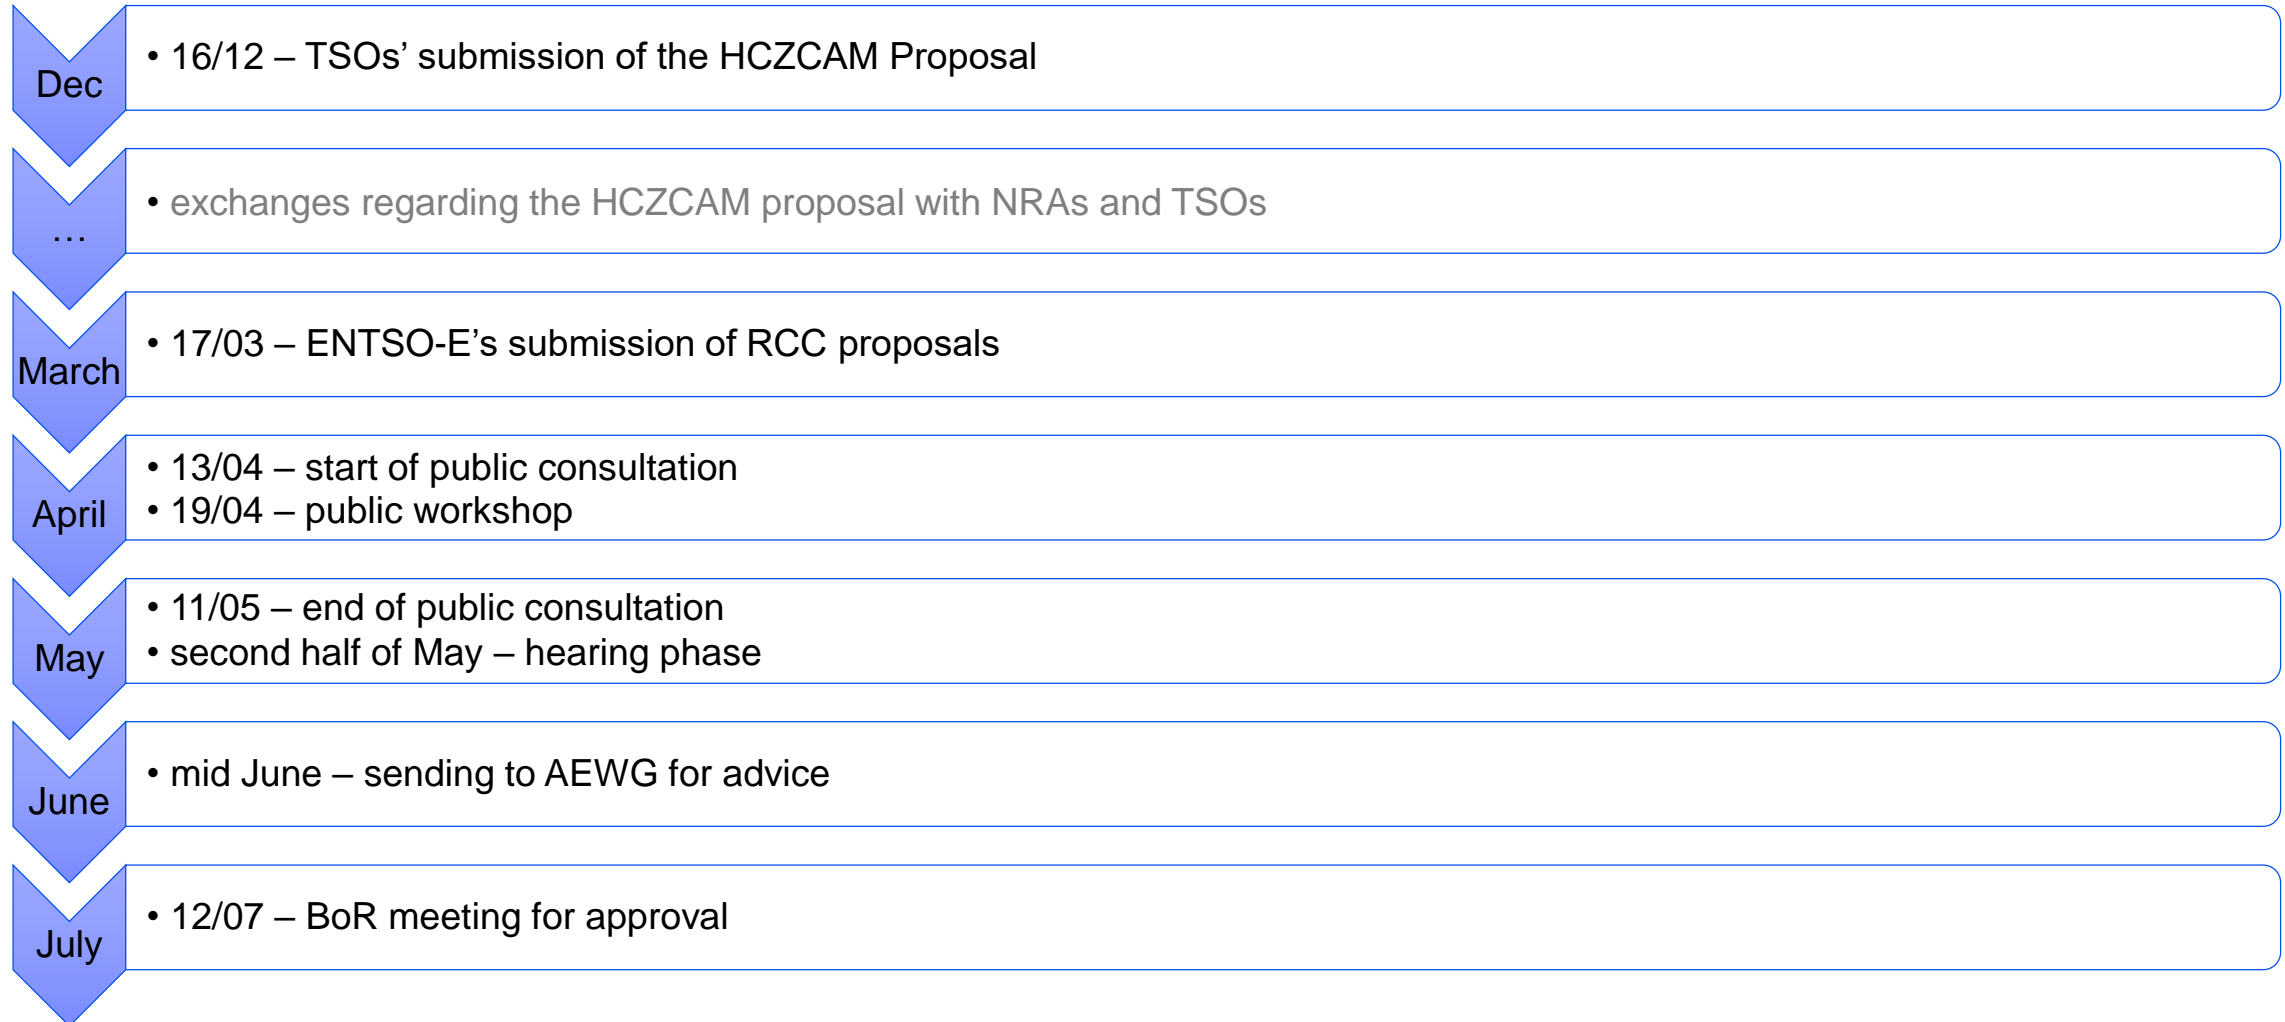 Dec
• 16/12 – TSOs’ submission of the HCZCAM Proposal
…
• exchanges regarding the HCZCAM proposal with NRAs and TSOs
March
• 17/03 – ENTSO-E’s submission of RCC proposals
April
• 13/04 – start of public consultation
• 19/04 – public workshop
May
• 11/05 – end of public consultation
• second half of May – hearing phase
June
• mid June – sending to AEWG for advice
July
• 12/07 – BoR meeting for approval